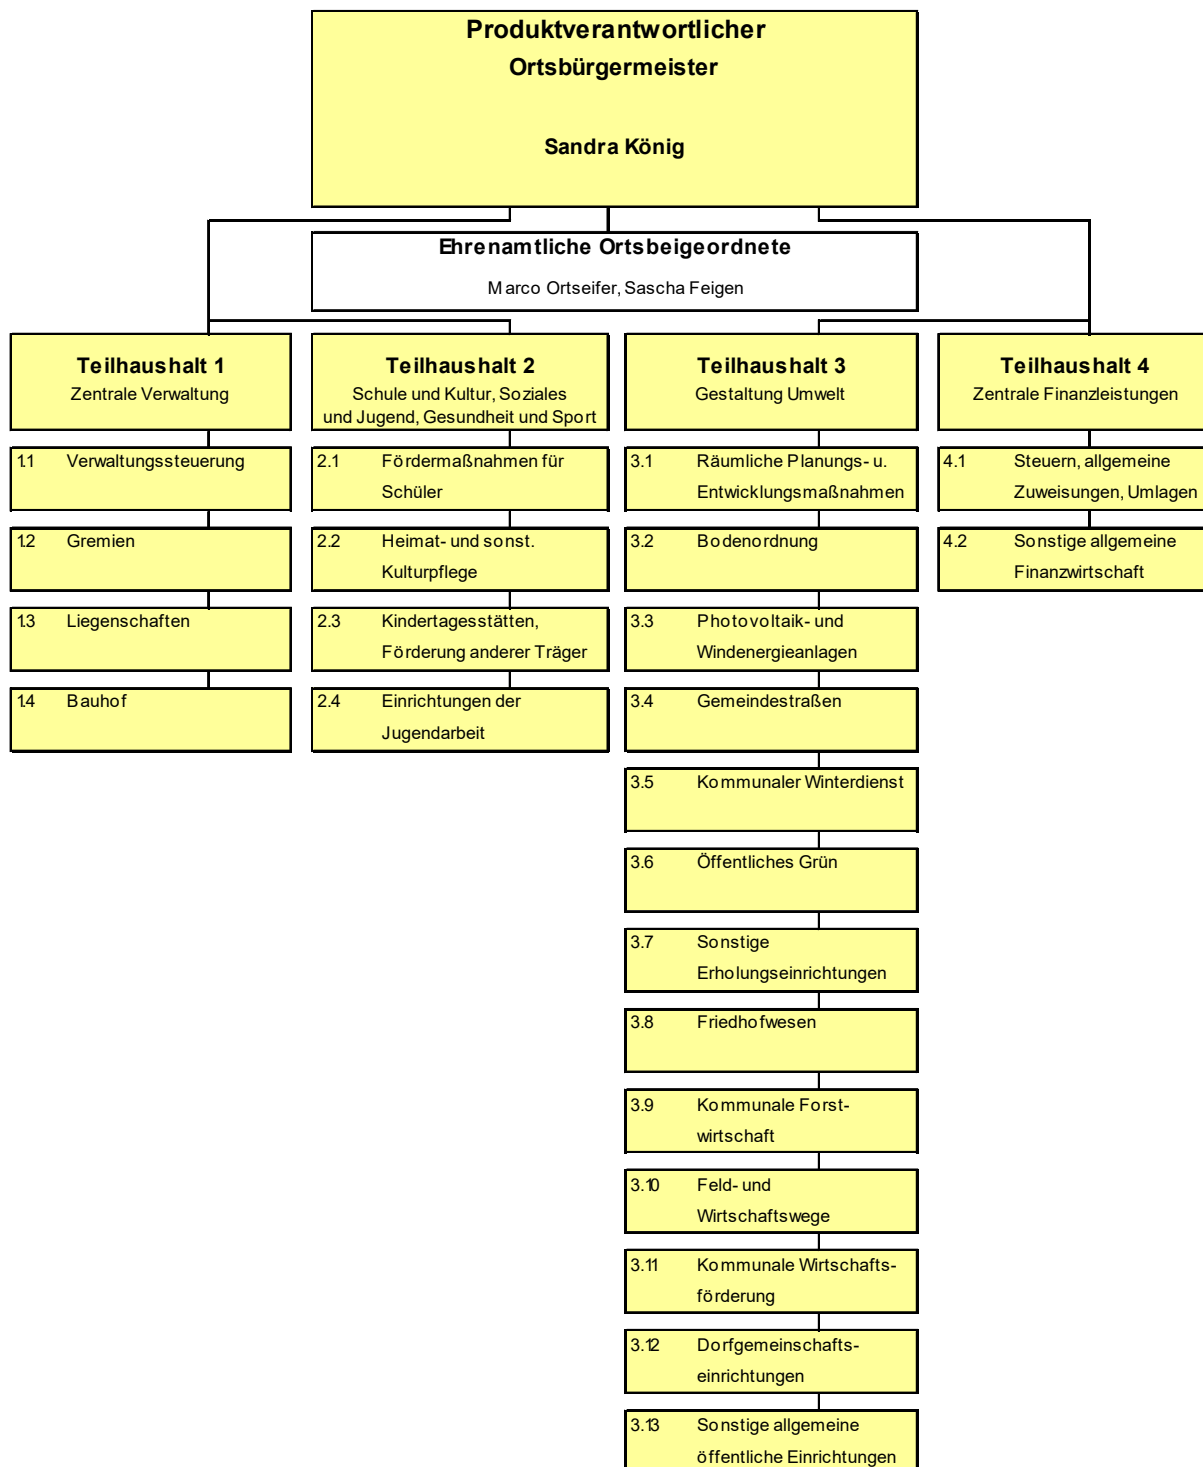 Produktverantwortlicher
Ortsbürgermeister
Sandra König
Ehrenamtliche Ortsbeigeordnete
Marco Ortseifer, Sascha Feigen
Teilhaushalt 1
Zentrale Verwaltung
1.1 Verwaltungssteuerung
1.2 Gremien
1.3 Liegenschaften
1.4 Bauhof
Teilhaushalt 2
Schule und Kultur, Soziales
und Jugend, Gesundheit und Sport
2.1 Fördermaßnahmen für
Schüler
2.2 Heimat- und sonst.
Kulturpflege
2.3 Kindertagesstätten,
Förderung anderer Träger
2.4 Einrichtungen der
Jugendarbeit
Teilhaushalt 3
Gestaltung Umwelt
3.1 Räumliche Planungs- u.
Entwicklungsmaßnahmen
3.2 Bodenordnung
3.3 Photovoltaik- und
Windenergieanlagen
3.4 Gemeindestraßen
3.5 Kommunaler Winterdienst
3.6 Öffentliches Grün
3.7 Sonstige
Erholungseinrichtungen
3.8 Friedhofwesen
3.9 Kommunale Forst-
wirtschaft
3.10 Feld- und
Wirtschaftswege
3.11 Kommunale Wirtschafts-
förderung
3.12 Dorfgemeinschafts-
einrichtungen
3.13 Sonstige allgemeine
öffentliche Einrichtungen
Teilhaushalt 4
Zentrale Finanzleistungen
4.1 Steuern, allgemeine
Zuweisungen, Umlagen
4.2 Sonstige allgemeine
Finanzwirtschaft